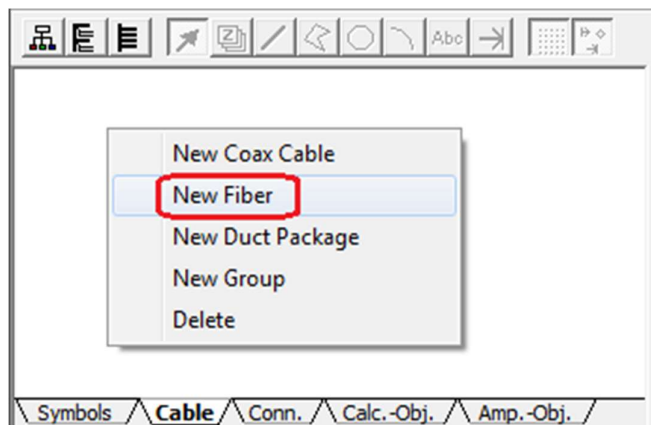 Z Abc
New Coax Cable
New Fiber
New Duct Package
New Group
Delete
Symbols Cable Conn. Calc.-Obj. Amp.-Obj.